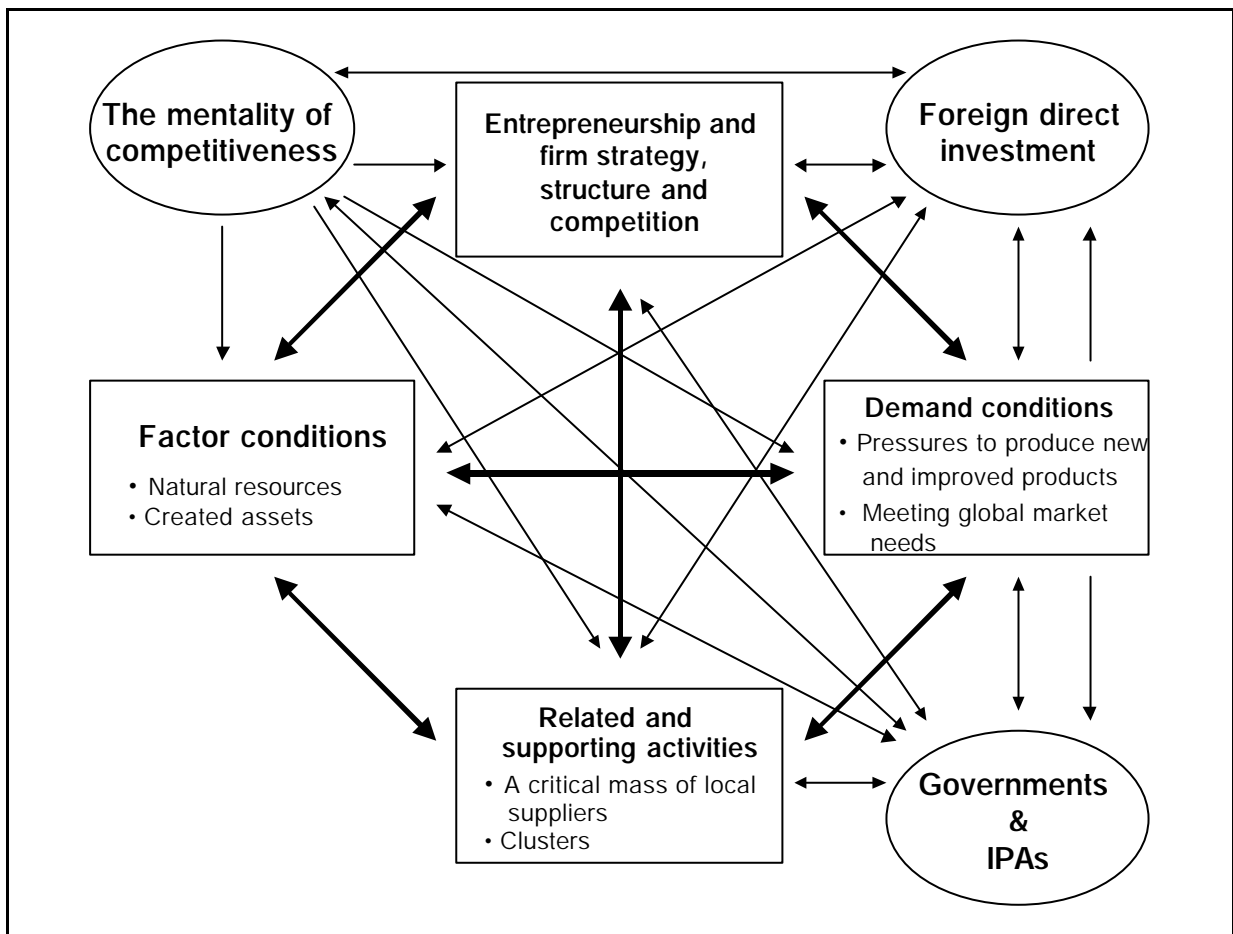 The mentality of
competitiveness
Entrepreneurship and
firm strategy,
structure and
competition
Foreign direct
investment
Factor conditions
• Natural resources
• Created assets
Demand conditions
• Pressures to produce new
and improved products
• Meeting global market
needs
Related and
supporting activities
• A critical mass of local
suppliers
• Clusters
Governments
&
IPAs